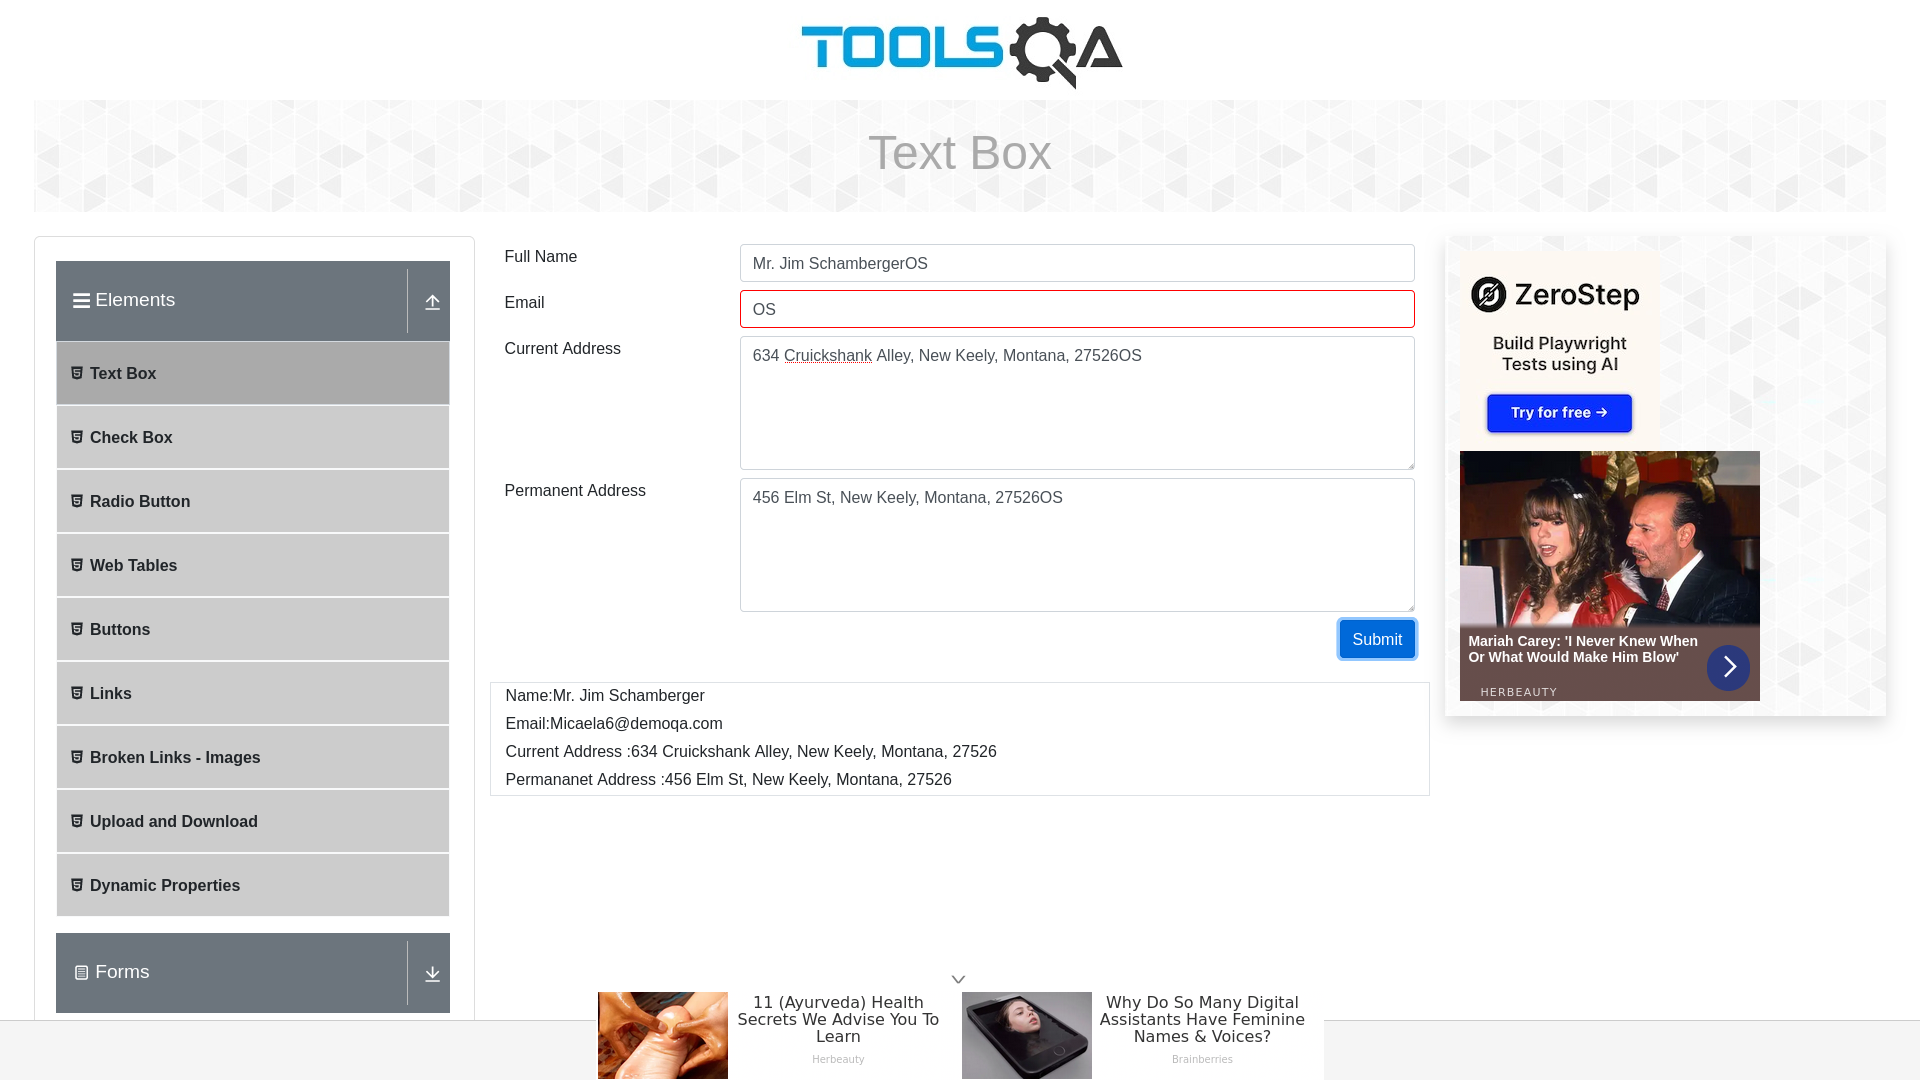 TOOLSQA
Text Box
Elements
Text Box
Check Box
Radio Button
Web Tables
Buttons
Links
Broken Links - Images
Upload and Download
Dynamic Properties
Forms
Full Name
Mr. Jim SchambergerOS
Email
OS
Current Address
634 Cruickshank Alley, New Keely, Montana, 27526OS
Permanent Address
456 Elm St, New Keely, Montana, 27526OS
Submit
Name:Mr. Jim Schamberger
Email:Micaela6@demoqa.com
Current Address :634 Cruickshank Alley, New Keely, Montana, 27526
Permananet Address :456 Elm St, New Keely, Montana, 27526
ZeroStep
Build Playwright
Tests using AI
Try for free →
Mariah Carey: 'I Never Knew When
Or What Would Make Him Blow'
HERBEAUTY
11 (Ayurveda) Health
Secrets We Advise You To
Learn
Herbeauty
Why Do So Many Digital
Assistants Have Feminine
Names & Voices?
Brainberries